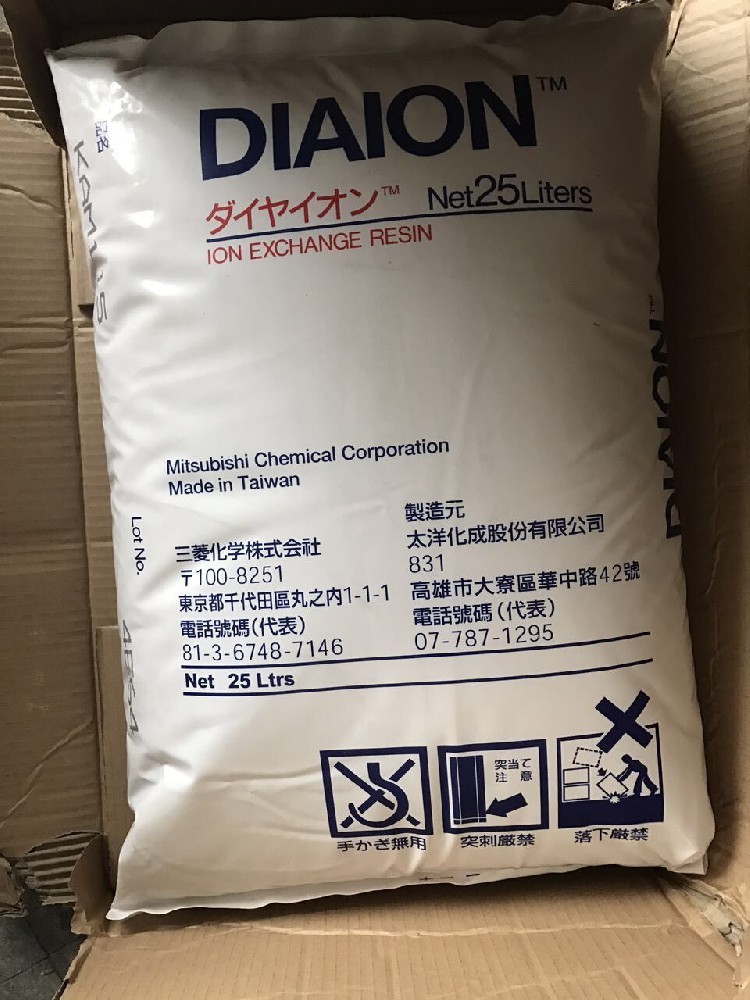 DIAION™
ダイヤイオン™ Net 25 Liters
ION EXCHANGE RESIN
Mitsubishi Chemical Corporation
Made in Taiwan
Lot No.
三菱化学株式会社
〒100-8251
東京都千代田區丸之内1-1-1
電話號碼(代表)
81-3-6748-7146
製造元
太洋化成股份有限公司
831
高雄市大寮區華中路42號
電話號碼(代表)
07-787-1295
Net 25 Ltrs
突当て
注意
手かぎ無用
突刺厳禁
落下厳禁
DIAION